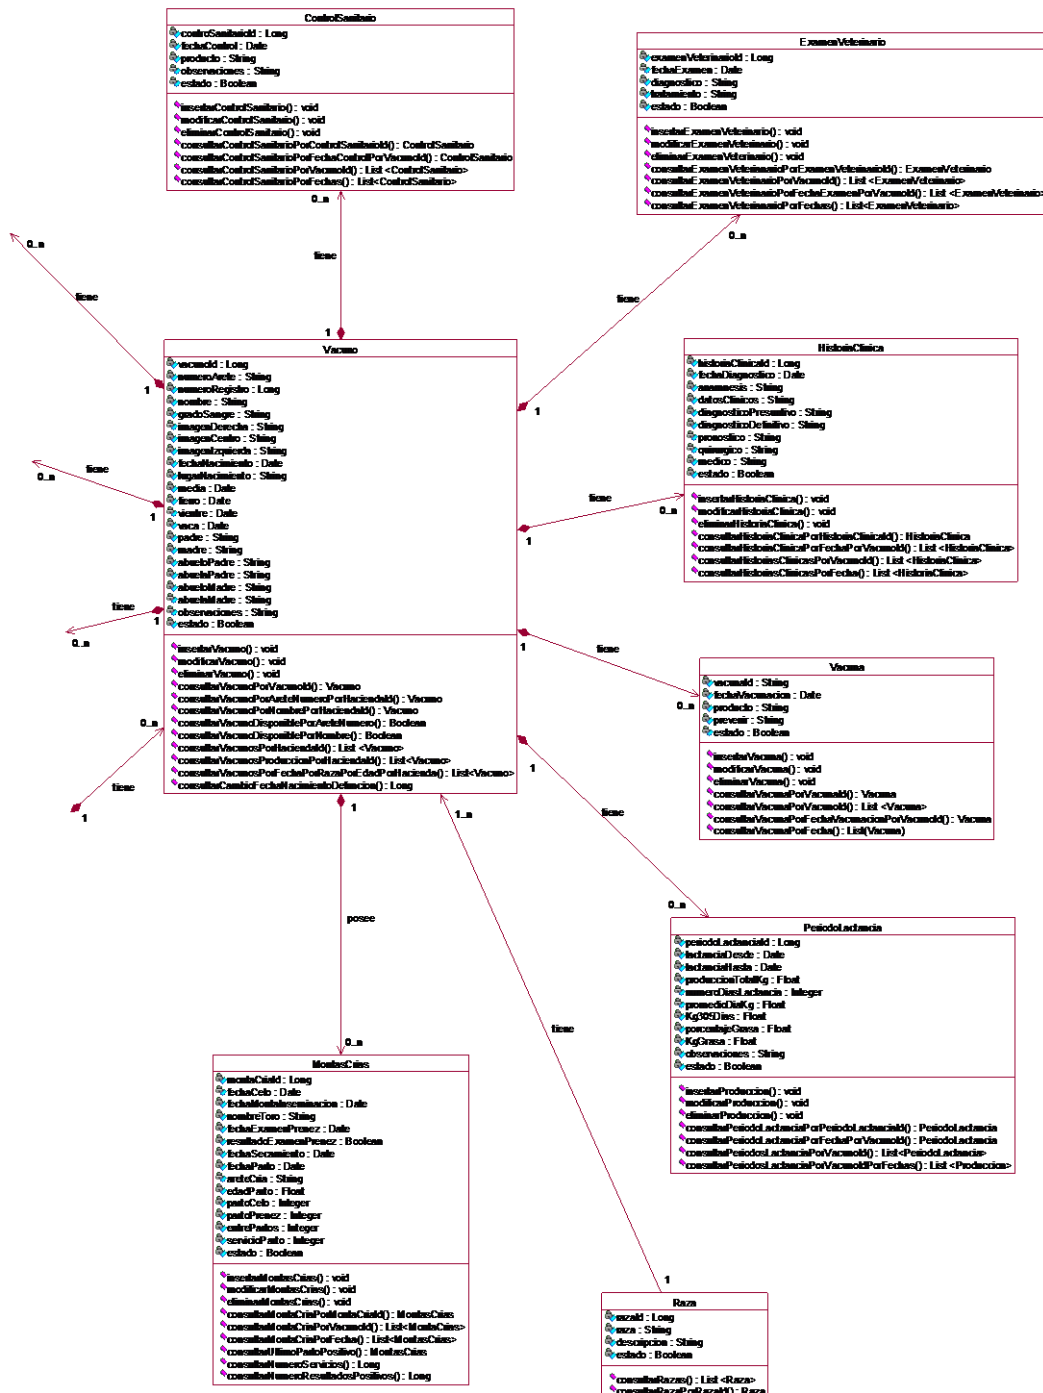 ControlSanitario
controSanitarioId : Long
fechaControl : Date
producto : String
observaciones : String
estado : Boolean
insertarControlSanitario() : void
modificarControlSanitario() : void
eliminarControlSanitario() : void
consultarControlSanitarioPorControlSanitarioId() : ControlSanitario
consultarControlSanitarioPorFechaControlPorVacunoId() : ControlSanitario
consultarControlSanitarioPorVacunoId() : List <ControlSanitario>
consultarControlSanitarioPorFechas() : List<ControlSanitario>
0..n
tiene
1
ExamenVeterinario
examenVeterinarioId : Long
fechaExamen : Date
diagnostico : String
tratamiento : String
estado : Boolean
insertarExamenVeterinario() : void
modificarExamenVeterinario() : void
eliminarExamenVeterinario() : void
consultarExamenVeterinarioPorExamenVeterinarioId() : ExamenVeterinario
consultarExamenVeterinarioPorVacunoId() : List <ExamenVeterinario>
consultarExamenVeterinarioPorFechaExamenPorVacunoId() : List <ExamenVeterinario>
consultarExamenVeterinarioPorFechas() : List<ExamenVeterinario>
0..n
tiene
1
0..n
tiene
1
0..n
tiene
1
tiene
1
0..n
0..n
tiene
1
Vacuno
vacunoId : Long
numeroArete : String
numeroRegistro : Long
nombre : String
gradoSangre : String
imagenDerecha : String
imagenCentro : String
imagenIzquierda : String
fechaNacimiento : Date
lugarNacimiento : String
media : Date
fierro : Date
vientre : Date
vaca : Date
padre : String
madre : String
abueloPadre : String
abuelaPadre : String
abueloMadre : String
abuelaMadre : String
observaciones : String
estado : Boolean
insertarVacuno() : void
modificarVacuno() : void
eliminarVacuno() : void
consultarVacunoPorVacunoId() : Vacuno
consultarVacunoPorAreteNumeroPorHaciendaId() : Vacuno
consultarVacunoPorNombrePorHaciendaId() : Vacuno
consultarVacunoDisponiblePorAreteNumero() : Boolean
consultarVacunoDisponiblePorNombre() : Boolean
consultarVacunosPorHaciendaId() : List <Vacuno>
consultarVacunosProduccionPorHaciendaId() : List<Vacuno>
consultarVacunosPorFechaPorRazaPorEdadPorHacienda() : List<Vacuno>
consultarCambioFechaNacimientoDefuncion() : Long
HistoriaClinica
historiaClinicaId : Long
fechaDiagnostico : Date
anamnesis : String
datosClinicos : String
diagnosticoPresuntivo : String
diagnosticoDefinitivo : String
pronostico : String
quirurgico : String
medico : String
estado : Boolean
insertarHistoriaClinica() : void
modificarHistoriaClinica() : void
eliminarHistoriaClinica() : void
consultarHistoriaClinicaPorHistoriaClinicaId() : HistoriaClinica
consultarHistoriaClinicaPorFechaPorVacunoId() : List <HistoriaClinica>
consultarHistoriasClinicasPorVacunoId() : List <HistoriaClinica>
consultarHistoriasClinicasPorFecha() : List <HistoriaClinica>
tiene
0..n
1
tiene
1
0..n
Vacuna
vacunaId : String
fechaVacunacion : Date
producto : String
prevenir : String
estado : Boolean
insertarVacuna() : void
modificarVacuna() : void
eliminarVacuna() : void
consultarVacunaPorVacunaId() : Vacuna
consultarVacunaPorVacunoId() : List <Vacuna>
consultarVacunaPorFechaVacunacionPorVacunoId() : Vacuna
consultarVacunaPorFecha() : List(Vacuna)
1
tiene
0..n
PeriodoLactancia
periodoLactanciaId : Long
lactanciaDesde : Date
lactanciaHasta : Date
produccionTotalKg : Float
numeroDiasLactancia : Integer
promedioDiaKg : Float
Kg305Dias : Float
porcentajeGrasa : Float
KgGrasa : Float
observaciones : String
estado : Boolean
insertarProduccion() : void
modificarProduccion() : void
eliminarProduccion() : void
consultarPeriodoLactanciaPorPeriodoLactanciaId() : PeriodoLactancia
consultarPeriodoLactanciaPorFechaPorVacunoId() : PeriodoLactancia
consultarPeriodosLactanciaPorVacunoId() : List<PeriodoLactancia>
consultarPeriodosLactanciaPorVacunoIdPorFechas() : List <Produccion>
1
posee
0..n
MontasCrias
montaCriaId : Long
fechaCelo : Date
fechaMontaInseminacion : Date
nombreToro : String
fechaExamenPrenez : Date
resultadoExamenPrenez : Boolean
fechaSecamiento : Date
fechaParto : Date
areteCria : String
edadParto : Float
partoCelo : Integer
partoPrenez : Integer
entrePartos : Integer
servicioParto : Integer
estado : Boolean
insertarMontasCrias() : void
modificarMontasCrias() : void
eliminarMontasCrias() : void
consultarMontaCriaPorMontaCriaId() : MontasCrias
consultarMontaCriaPorVacunoId() : List<MontaCrias>
consultarMontaCriaPorFecha() : List<MontasCrias>
consultarUltimoPartoPositivo() : MontasCrias
consultarNumeroServicios() : Long
consultarNumeroResultadosPositivos() : Long
1..n
tiene
1
Raza
razaId : Long
raza : String
descripcion : String
estado : Boolean
consultarRazas() : List <Raza>
consultarRazaPorRazaId() : Raza